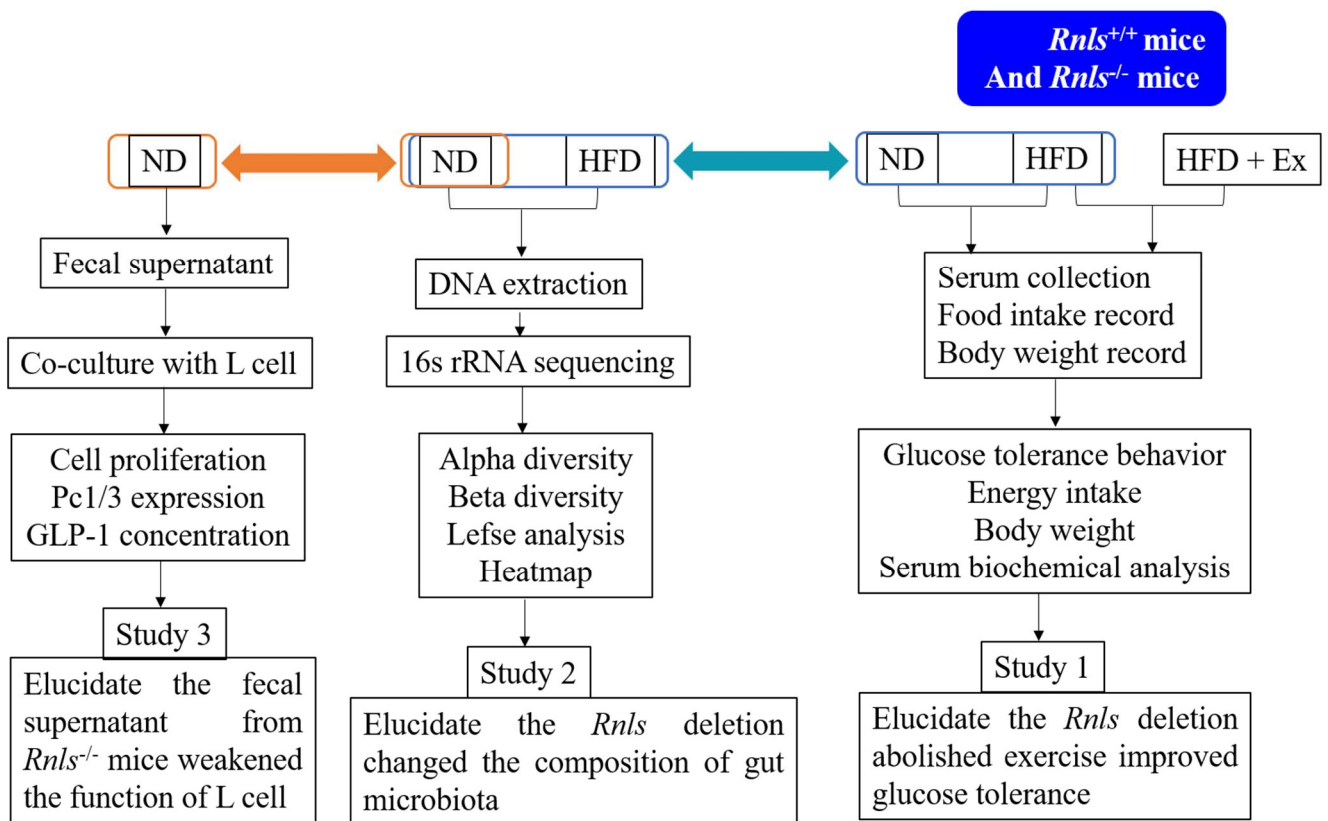 Rnls+/+ mice
And Rnls-/- mice
ND
ND
HFD
ND
HFD
HFD + Ex
Fecal supernatant
Co-culture with L cell
Cell proliferation
Pc1/3 expression
GLP-1 concentration
Study 3
Elucidate the fecal
supernatant from
Rnls-/- mice weakened
the function of L cell
DNA extraction
16s rRNA sequencing
Alpha diversity
Beta diversity
Lefse analysis
Heatmap
Study 2
Elucidate the Rnls deletion
changed the composition of gut
microbiota
Serum collection
Food intake record
Body weight record
Glucose tolerance behavior
Energy intake
Body weight
Serum biochemical analysis
Study 1
Elucidate the Rnls deletion
abolished exercise improved
glucose tolerance